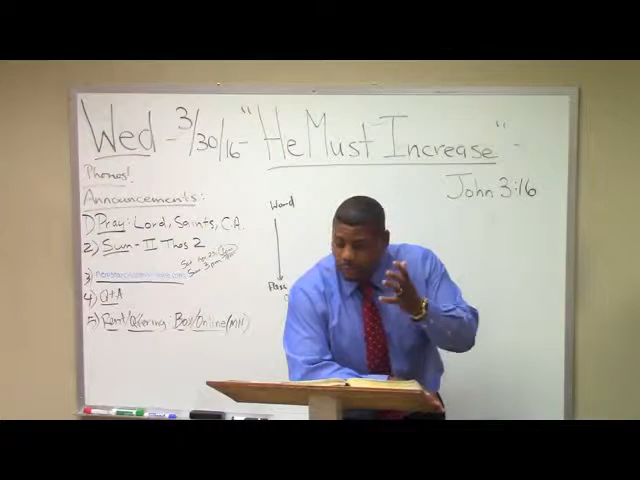 Wed - 3/30/16 - "He Must Increase" -
Phones!
John 3:16
Announcements:
Word
1) Pray: Lord, Saints, C.A.
2) Sun - II Thes 2
3)
4) Q+A
5) Rent/Offering: Box/Online/(MN)